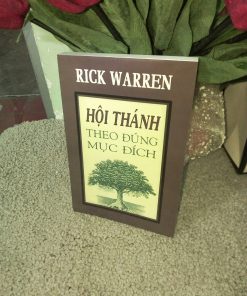 RICK WARREN
HỘI THÁNH
THEO ĐÚNG
MỤC ĐÍCH